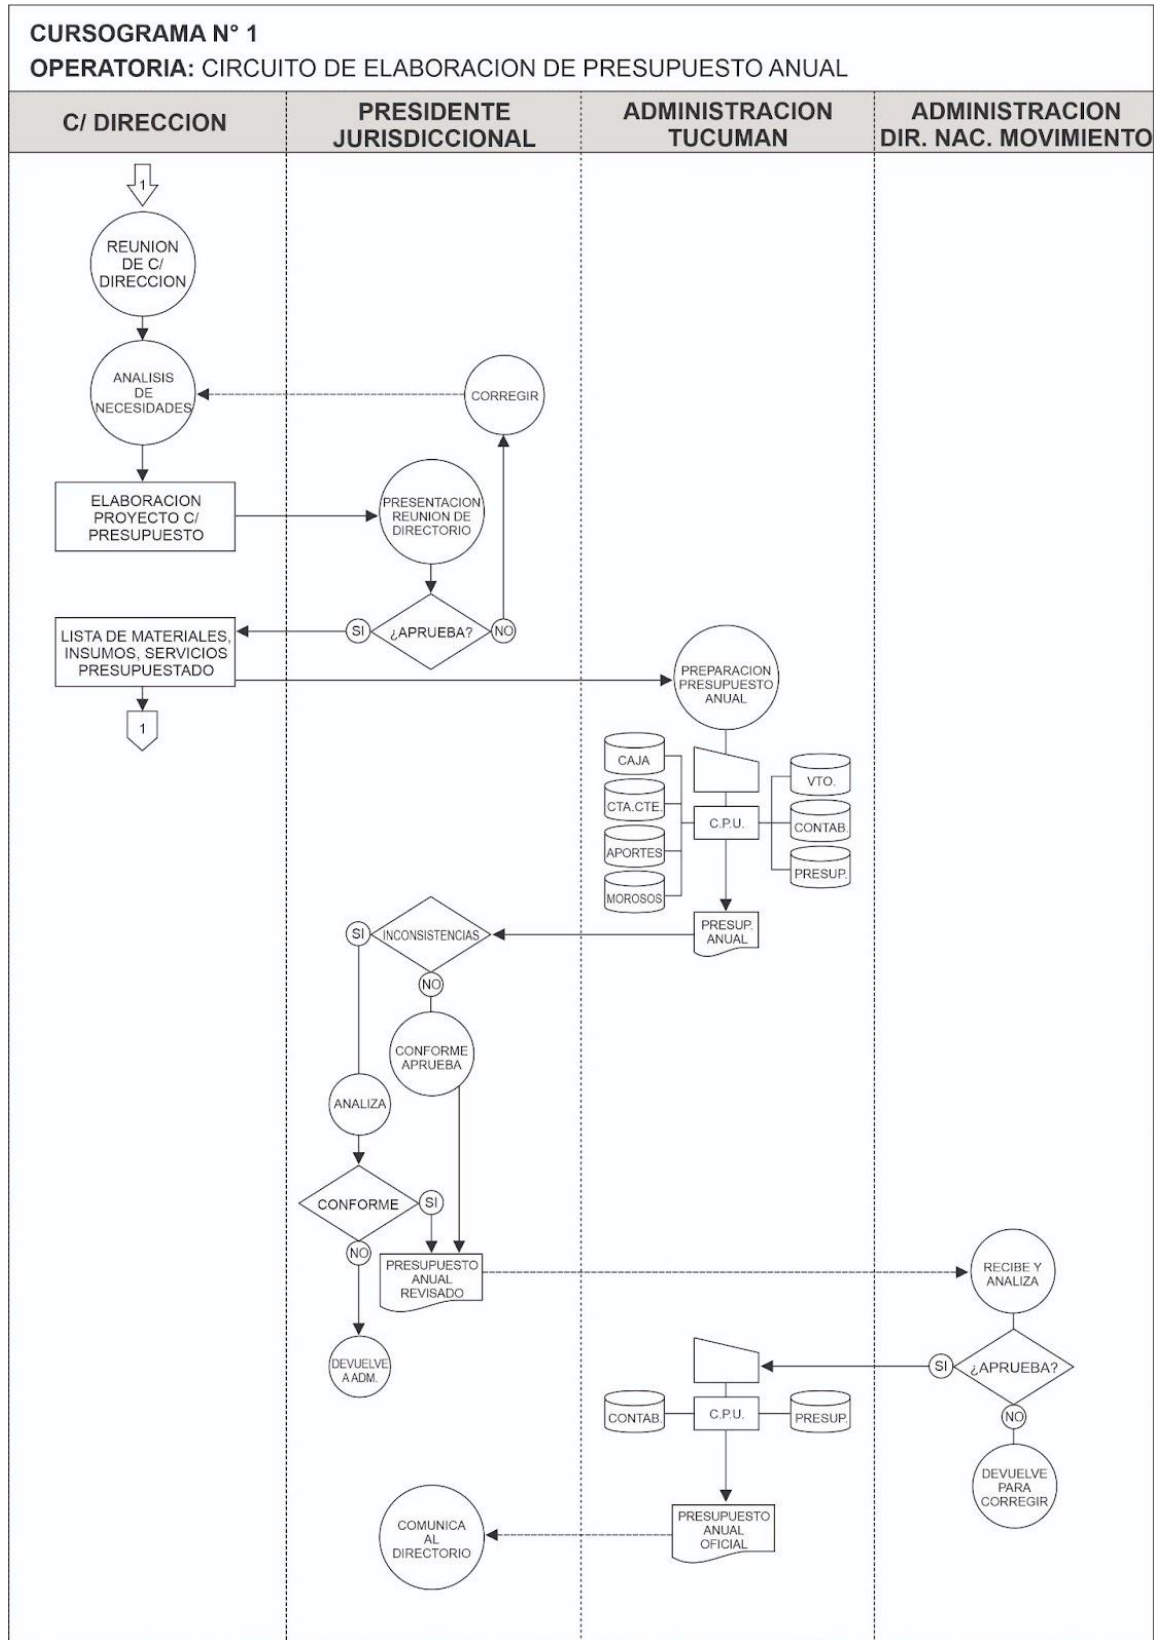 CURSOGRAMA N° 1
OPERATORIA: CIRCUITO DE ELABORACION DE PRESUPUESTO ANUAL
C/ DIRECCION
PRESIDENTE
JURISDICCIONAL
ADMINISTRACION
TUCUMAN
ADMINISTRACION
DIR. NAC. MOVIMIENTO
1
REUNION
DE C/
DIRECCION
ANALISIS
DE
NECESIDADES
CORREGIR
ELABORACION
PROYECTO C/
PRESUPUESTO
PRESENTACION
REUNION DE
DIRECTORIO
SI
¿APRUEBA?
NO
LISTA DE MATERIALES,
INSUMOS, SERVICIOS
PRESUPUESTADO
1
PREPARACION
PRESUPUESTO
ANUAL
CAJA
CTA.CTE.
APORTES
MOROSOS
C.P.U.
VTO.
CONTAB.
PRESUP.
PRESUP.
ANUAL
SI
INCONSISTENCIAS
NO
CONFORME
APRUEBA
ANALIZA
CONFORME
SI
NO
PRESUPUESTO
ANUAL
REVISADO
DEVUELVE
A ADM.
RECIBE Y
ANALIZA
SI
¿APRUEBA?
NO
DEVUELVE
PARA
CORREGIR
CONTAB.
C.P.U.
PRESUP.
PRESUPUESTO
ANUAL
OFICIAL
COMUNICA
AL
DIRECTORIO